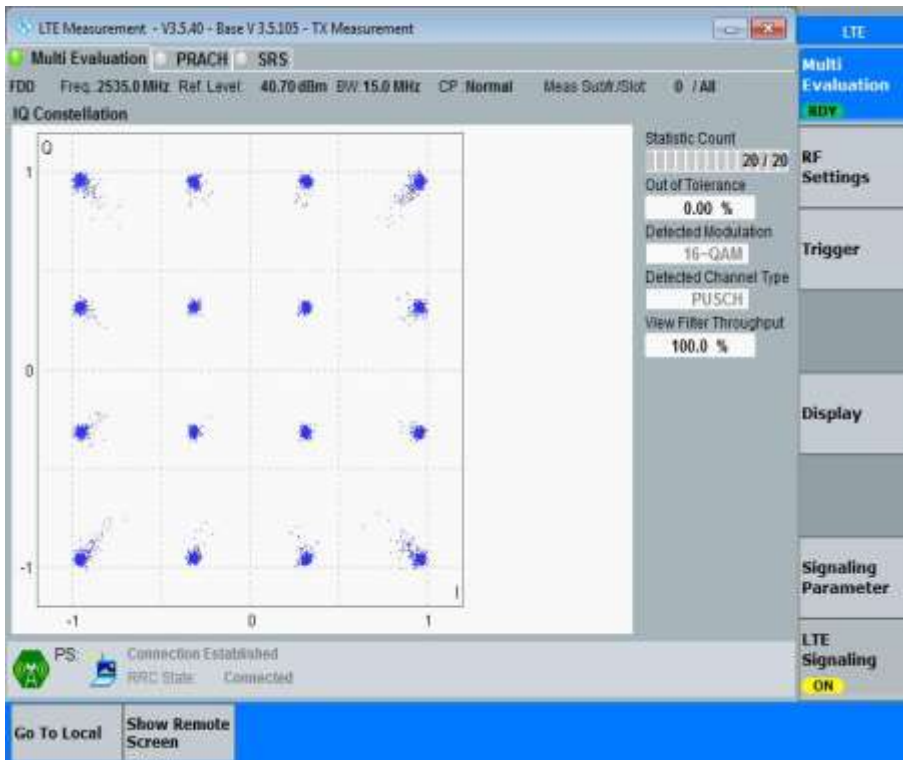 LTE Measurement - V3.5.40 - Base V 3.5.105 - TX Measurement
LTE
Multi Evaluation PRACH SRS
FDD Freq.:2535.0 MHz Ref. Level: 40.70 dBm BW: 15.0 MHz CP: Normal Meas Subfr./Slot: 0 / All
IQ Constellation
Q
1
0
-1
-1 0 1
I
Statistic Count
20 / 20
Out of Tolerance
0.00 %
Detected Modulation
16-QAM
Detected Channel Type
PUSCH
View Filter Throughput
100.0 %
Multi
Evaluation
RDY
RF
Settings
Trigger
Display
Signaling
Parameter
LTE
Signaling
ON
PS: Connection Established
RRC State: Connected
Go To Local
Show Remote
Screen